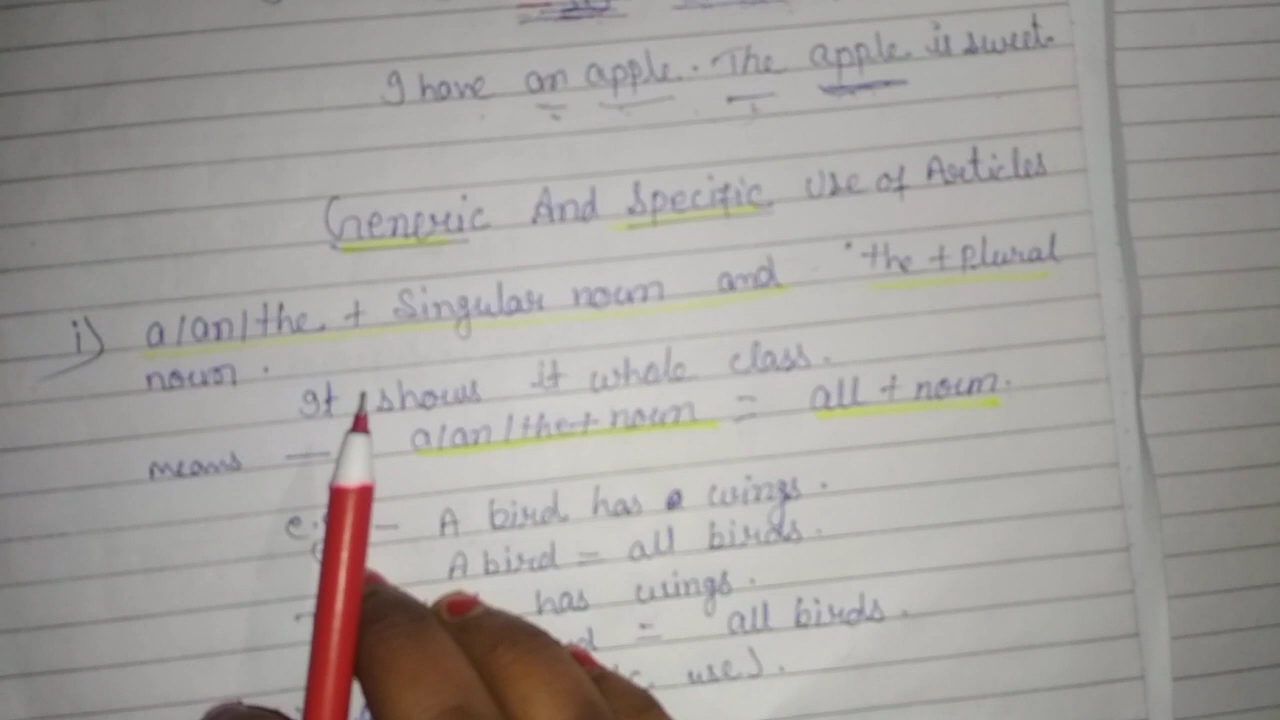 I have an apple. The apple is sweet.
Generic And Specific Use of Articles
i) a/an/the + Singular noun and the + plural
noun.
It shows it whole class.
means — a/an/the + noun = all + noun.
e.g – A bird has wings.
A bird = all birds.
has wings.
= all birds.
use).